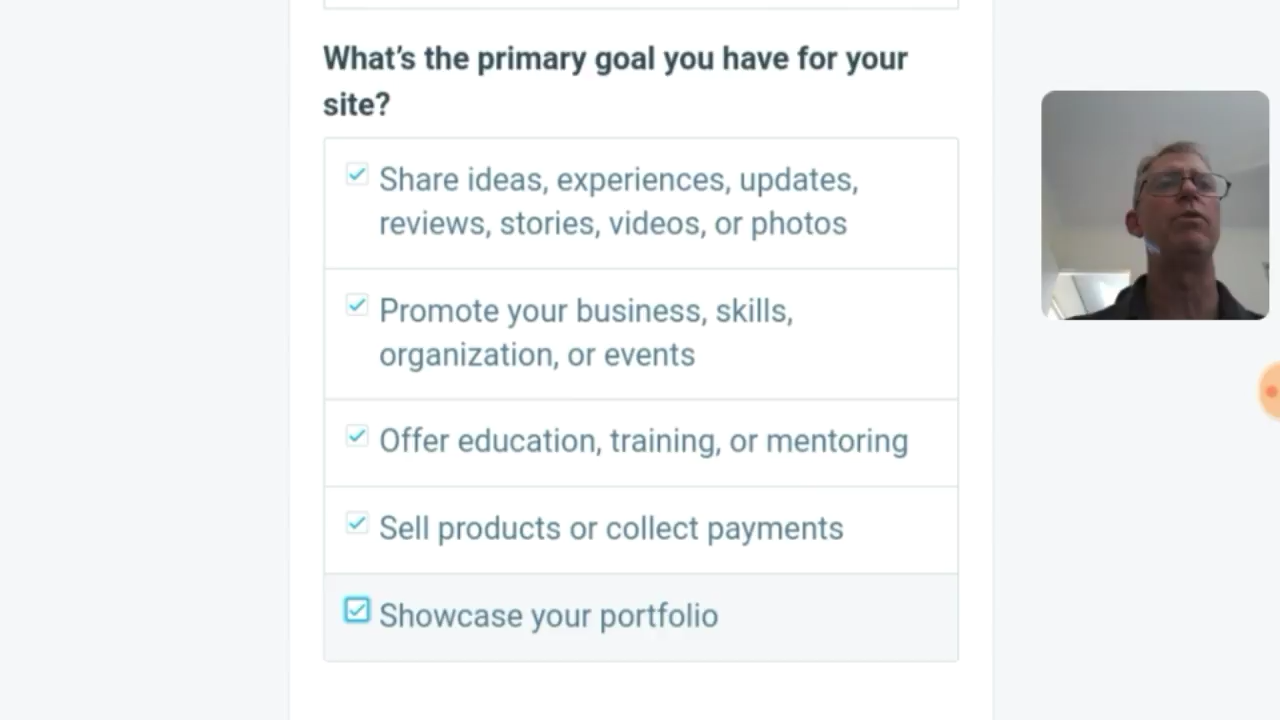 What’s the primary goal you have for your
site?
Share ideas, experiences, updates,
reviews, stories, videos, or photos
Promote your business, skills,
organization, or events
Offer education, training, or mentoring
Sell products or collect payments
Showcase your portfolio